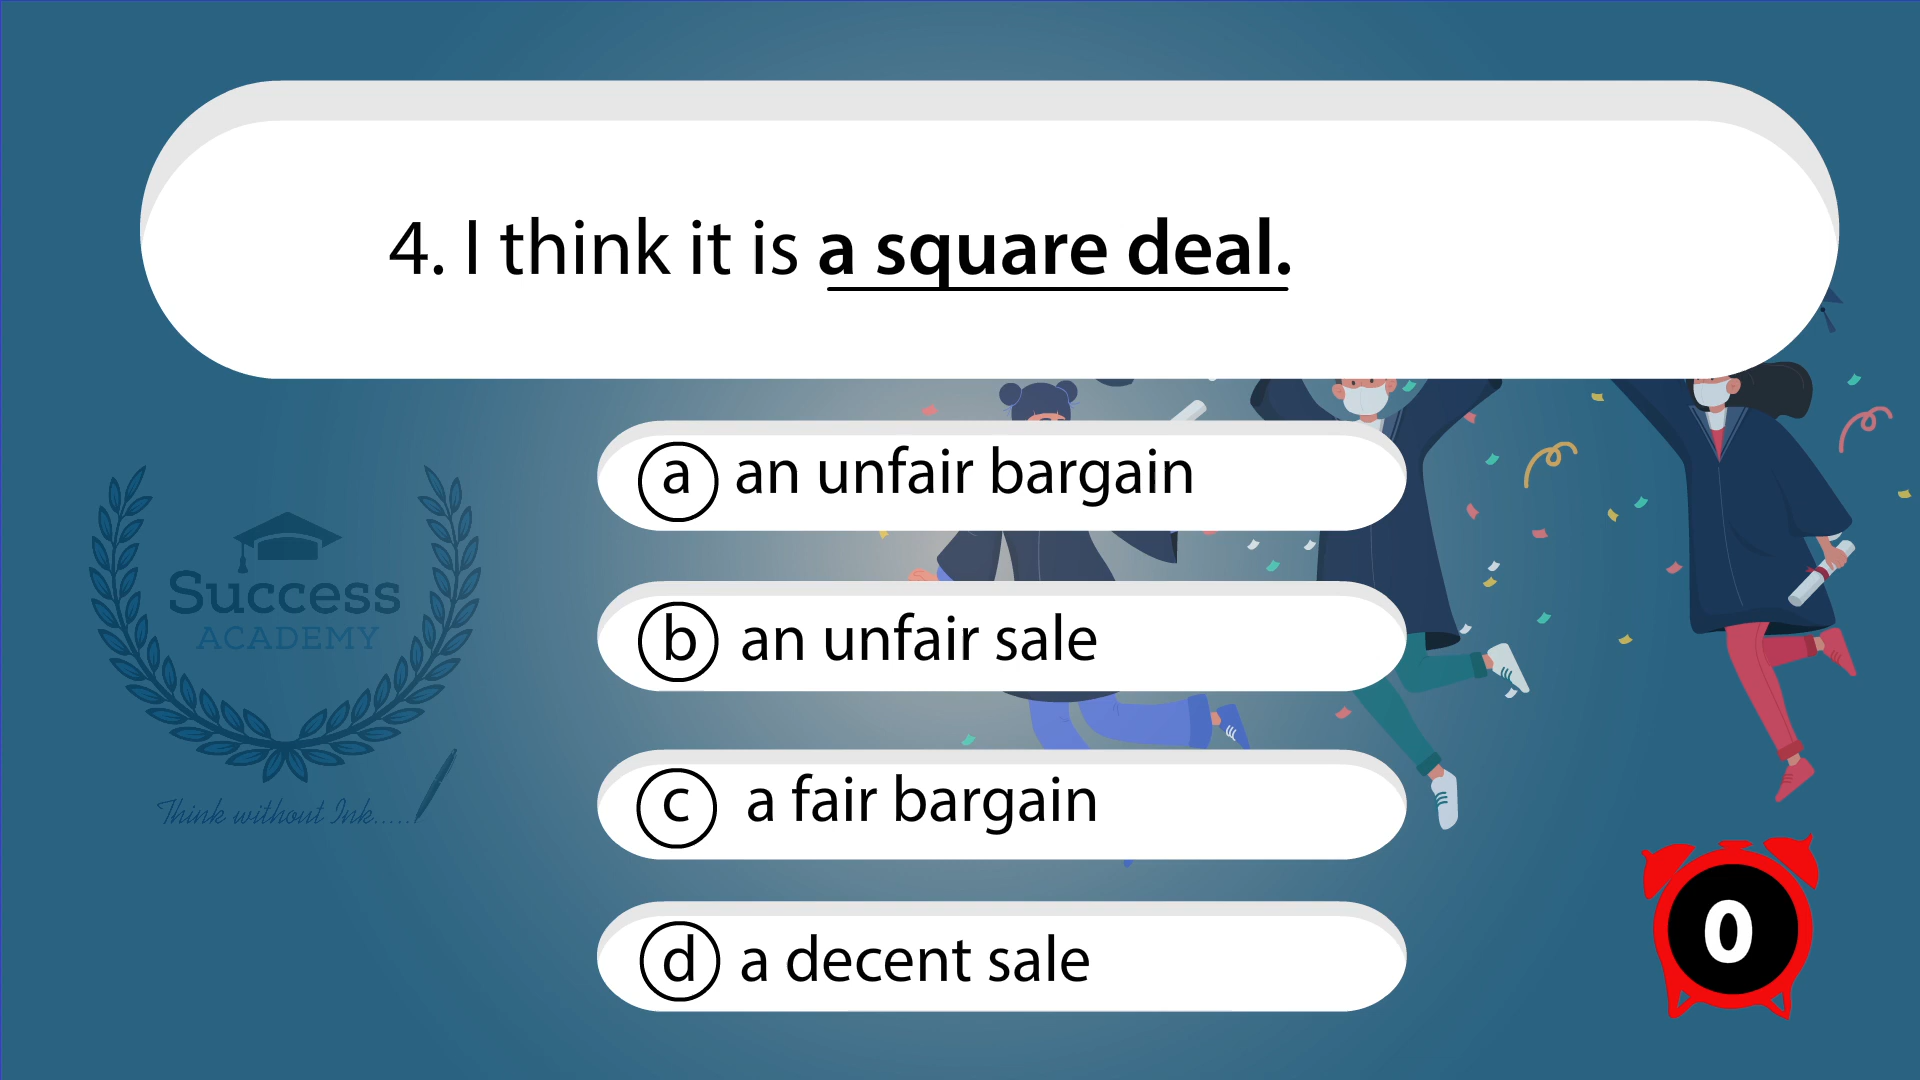 4. I think it is a square deal.
a an unfair bargain
b an unfair sale
c a fair bargain
d a decent sale
Success
ACADEMY
Think without Ink.....
0